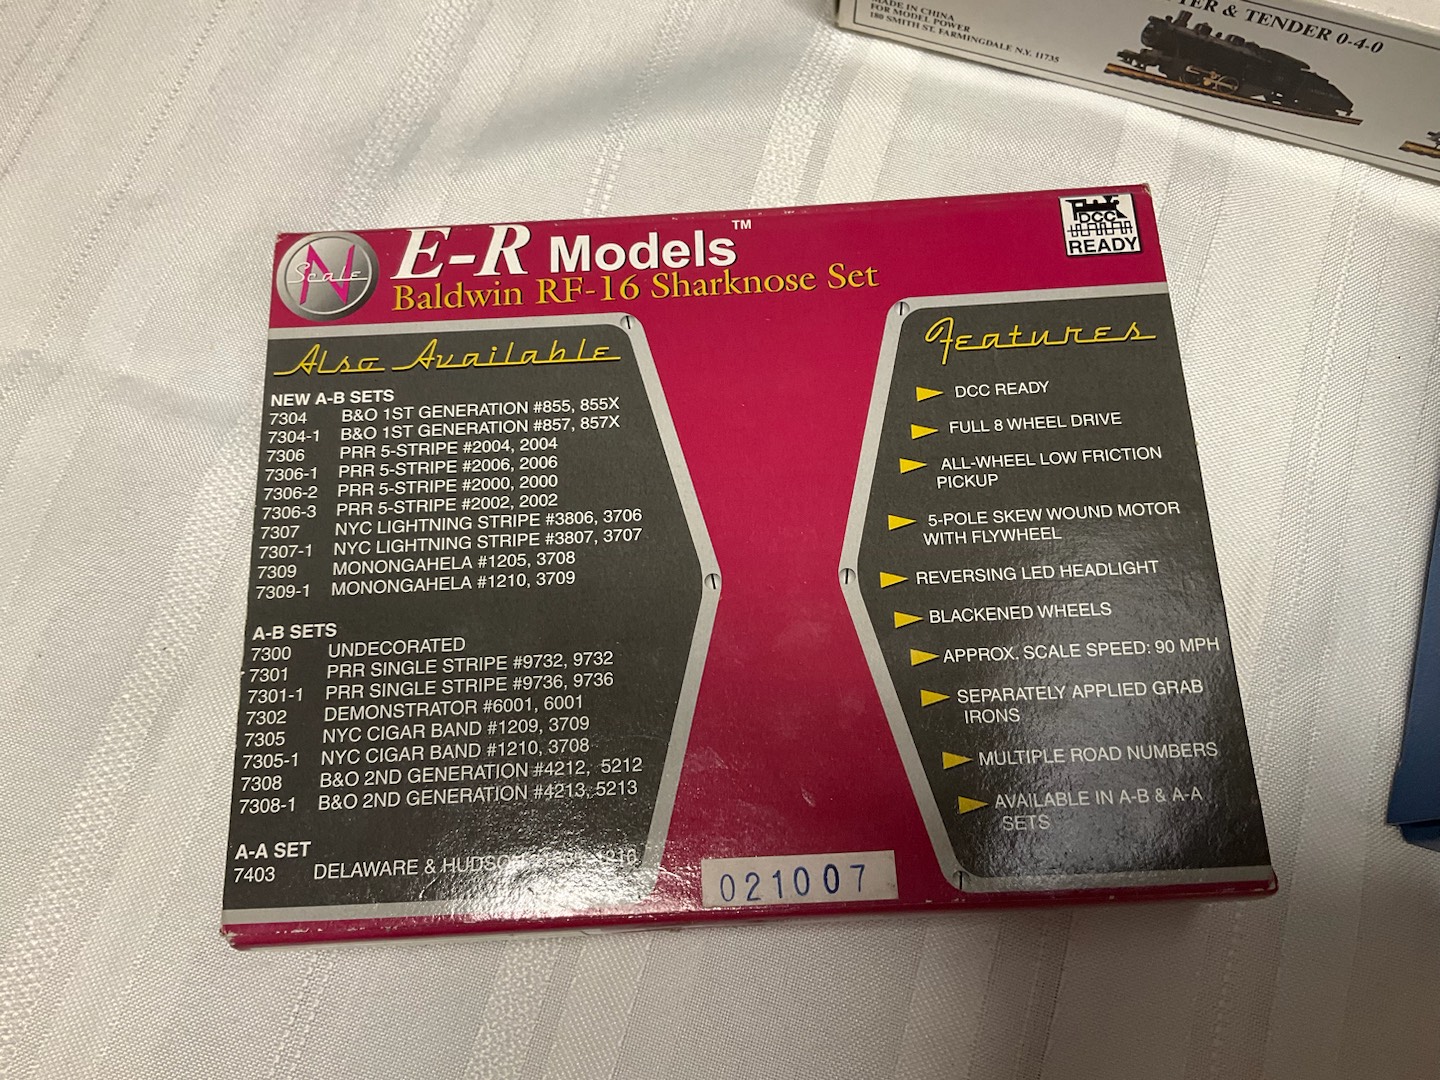 TER & TENDER 0-4-0
MADE IN CHINA
FOR MODEL POWER
180 SMITH ST. FARMINGDALE N.Y. 11735
N Scale
E-R Models™
Baldwin RF-16 Sharknose Set
DCC
READY
Also Available
NEW A-B SETS
7304 B&O 1ST GENERATION #855, 855X
7304-1 B&O 1ST GENERATION #857, 857X
7306 PRR 5-STRIPE #2004, 2004
7306-1 PRR 5-STRIPE #2006, 2006
7306-2 PRR 5-STRIPE #2000, 2000
7306-3 PRR 5-STRIPE #2002, 2002
7307 NYC LIGHTNING STRIPE #3806, 3706
7307-1 NYC LIGHTNING STRIPE #3807, 3707
7309 MONONGAHELA #1205, 3708
7309-1 MONONGAHELA #1210, 3709
A-B SETS
7300 UNDECORATED
7301 PRR SINGLE STRIPE #9732, 9732
7301-1 PRR SINGLE STRIPE #9736, 9736
7302 DEMONSTRATOR #6001, 6001
7305 NYC CIGAR BAND #1209, 3709
7305-1 NYC CIGAR BAND #1210, 3708
7308 B&O 2ND GENERATION #4212, 5212
7308-1 B&O 2ND GENERATION #4213, 5213
A-A SET
7403 DELAWARE & HUDSON
Features
DCC READY
FULL 8 WHEEL DRIVE
ALL-WHEEL LOW FRICTION
PICKUP
5-POLE SKEW WOUND MOTOR
WITH FLYWHEEL
REVERSING LED HEADLIGHT
BLACKENED WHEELS
APPROX. SCALE SPEED: 90 MPH
SEPARATELY APPLIED GRAB
IRONS
MULTIPLE ROAD NUMBERS
AVAILABLE IN A-B & A-A
SETS
021007